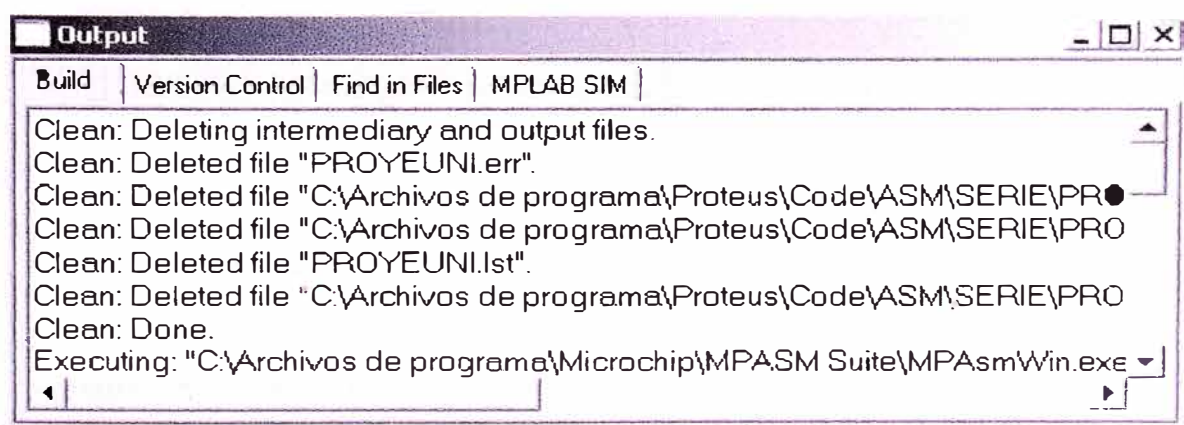 Output
Build Version Control Find in Files MPLAB SIM
Clean: Deleting intermediary and output files.
Clean: Deleted file "PROYEUNI.err".
Clean: Deleted file "C:\Archivos de programa\Proteus\Code\ASM\SERIE\PRO
Clean: Deleted file "C:\Archivos de programa\Proteus\Code\ASM\SERIE\PRO
Clean: Deleted file "PROYEUNI.lst".
Clean: Deleted file "C:\Archivos de programa\Proteus\Code\ASM\SERIE\PRO
Clean: Done.
Executing: "C:\Archivos de programa\Microchip\MPASM Suite\MPAsmWin.exe